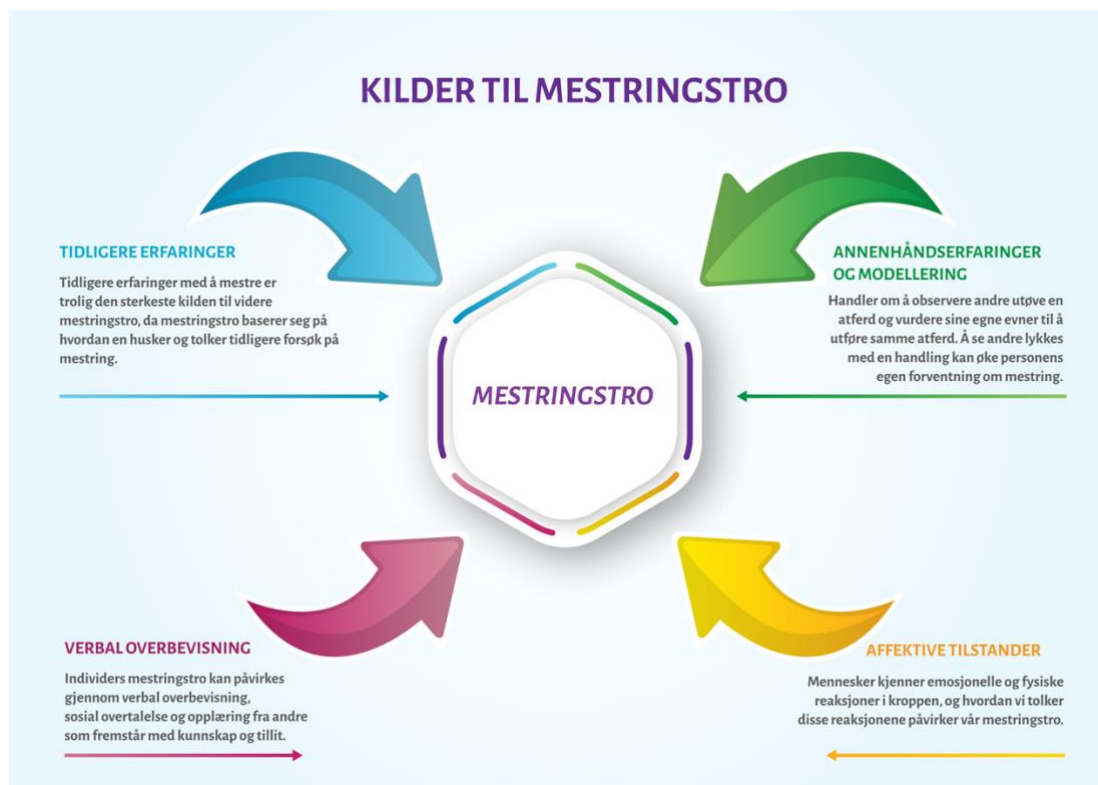 KILDER TIL MESTRINGSTRO
TIDLIGERE ERFARINGER
Tidligere erfaringer med å mestre er
trolig den sterkeste kilden til videre
mestringstro, da mestringstro baserer seg på
hvordan en husker og tolker tidligere forsøk på
mestring.
ANNENHÅNDSERFARINGER
OG MODELLERING
Handler om å observere andre utøve en
atferd og vurdere sine egne evner til å
utføre samme atferd. Å se andre lykkes
med en handling kan øke personens
egen forventning om mestring.
MESTRINGSTRO
VERBAL OVERBEVISNING
Individers mestringstro kan påvirkes
gjennom verbal overbevisning,
sosial overtalelse og opplæring fra andre
som fremstår med kunnskap og tillit.
AFFEKTIVE TILSTANDER
Mennesker kjenner emosjonelle og fysiske
reaksjoner i kroppen, og hvordan vi tolker
disse reaksjonene påvirker vår mestringstro.